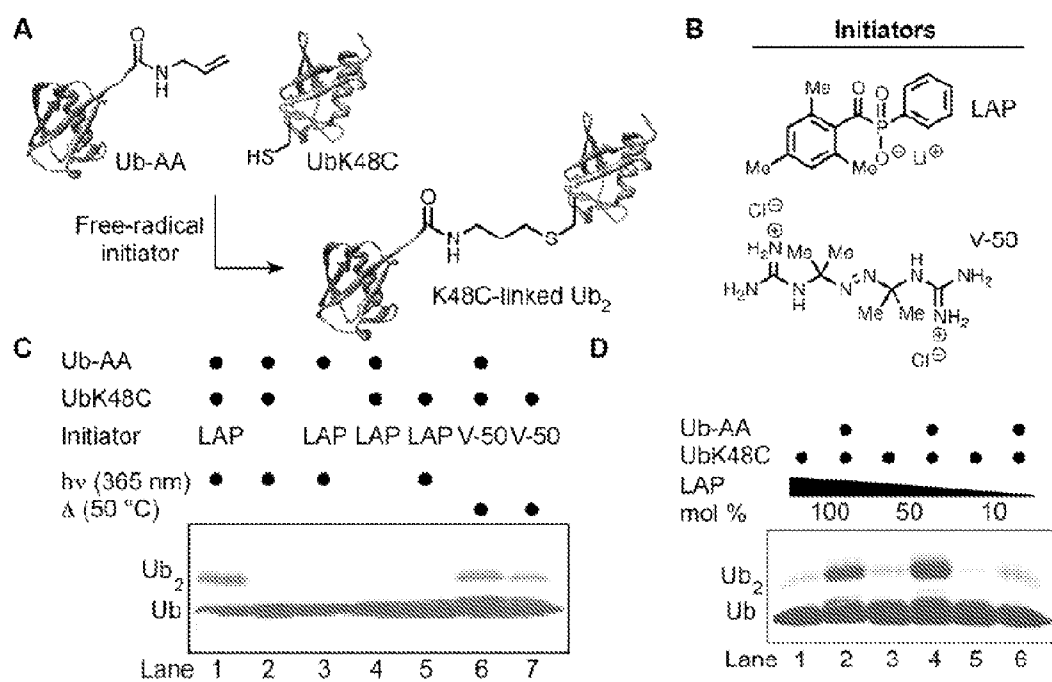 A
Ub-AA
O
N
H
HS
UbK48C
Free-radical
initiator
O
N
H
S
K48C-linked Ub2
B
Initiators
Me
O
O
P
O⊖
Li⊕
Me
Me
LAP
V-50
Cl⊖
⊕
H2N
Me
Me
H2N
N
H
N
N
H
N
NH2
Me
Me
NH2
⊕
Cl⊖
C
Ub-AA
UbK48C
Initiator LAP LAP LAP LAP V-50 V-50
hν (365 nm)
Δ (50 °C)
Ub2
Ub
Lane 1 2 3 4 5 6 7
D
Ub-AA
UbK48C
LAP
mol % 100 50 10
Ub2
Ub
Lane 1 2 3 4 5 6